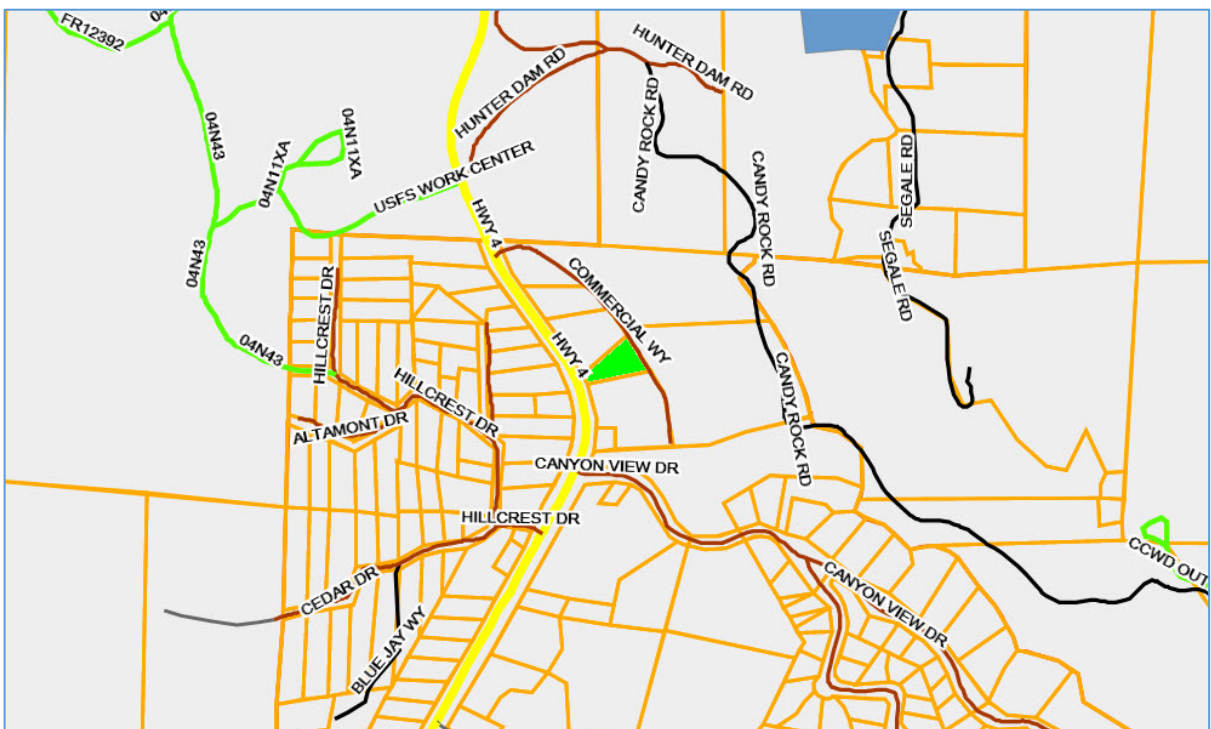 FR12392
04
HUNTER DAM RD
HUNTER DAM RD
04N43
04N11XA
04N11XA
USFS WORK CENTER
CANDY ROCK RD
CANDY ROCK RD
SEGALE RD
SEGALE RD
HWY 4
04N43
COMMERCIAL WY
HILLCREST DR
04N43
HWY 4
HILLCREST DR
ALTAMONT DR
CANDY ROCK RD
CANYON VIEW DR
HILLCREST DR
CCWD OUT
CEDAR DR
CANYON VIEW DR
BLUE JAY WY